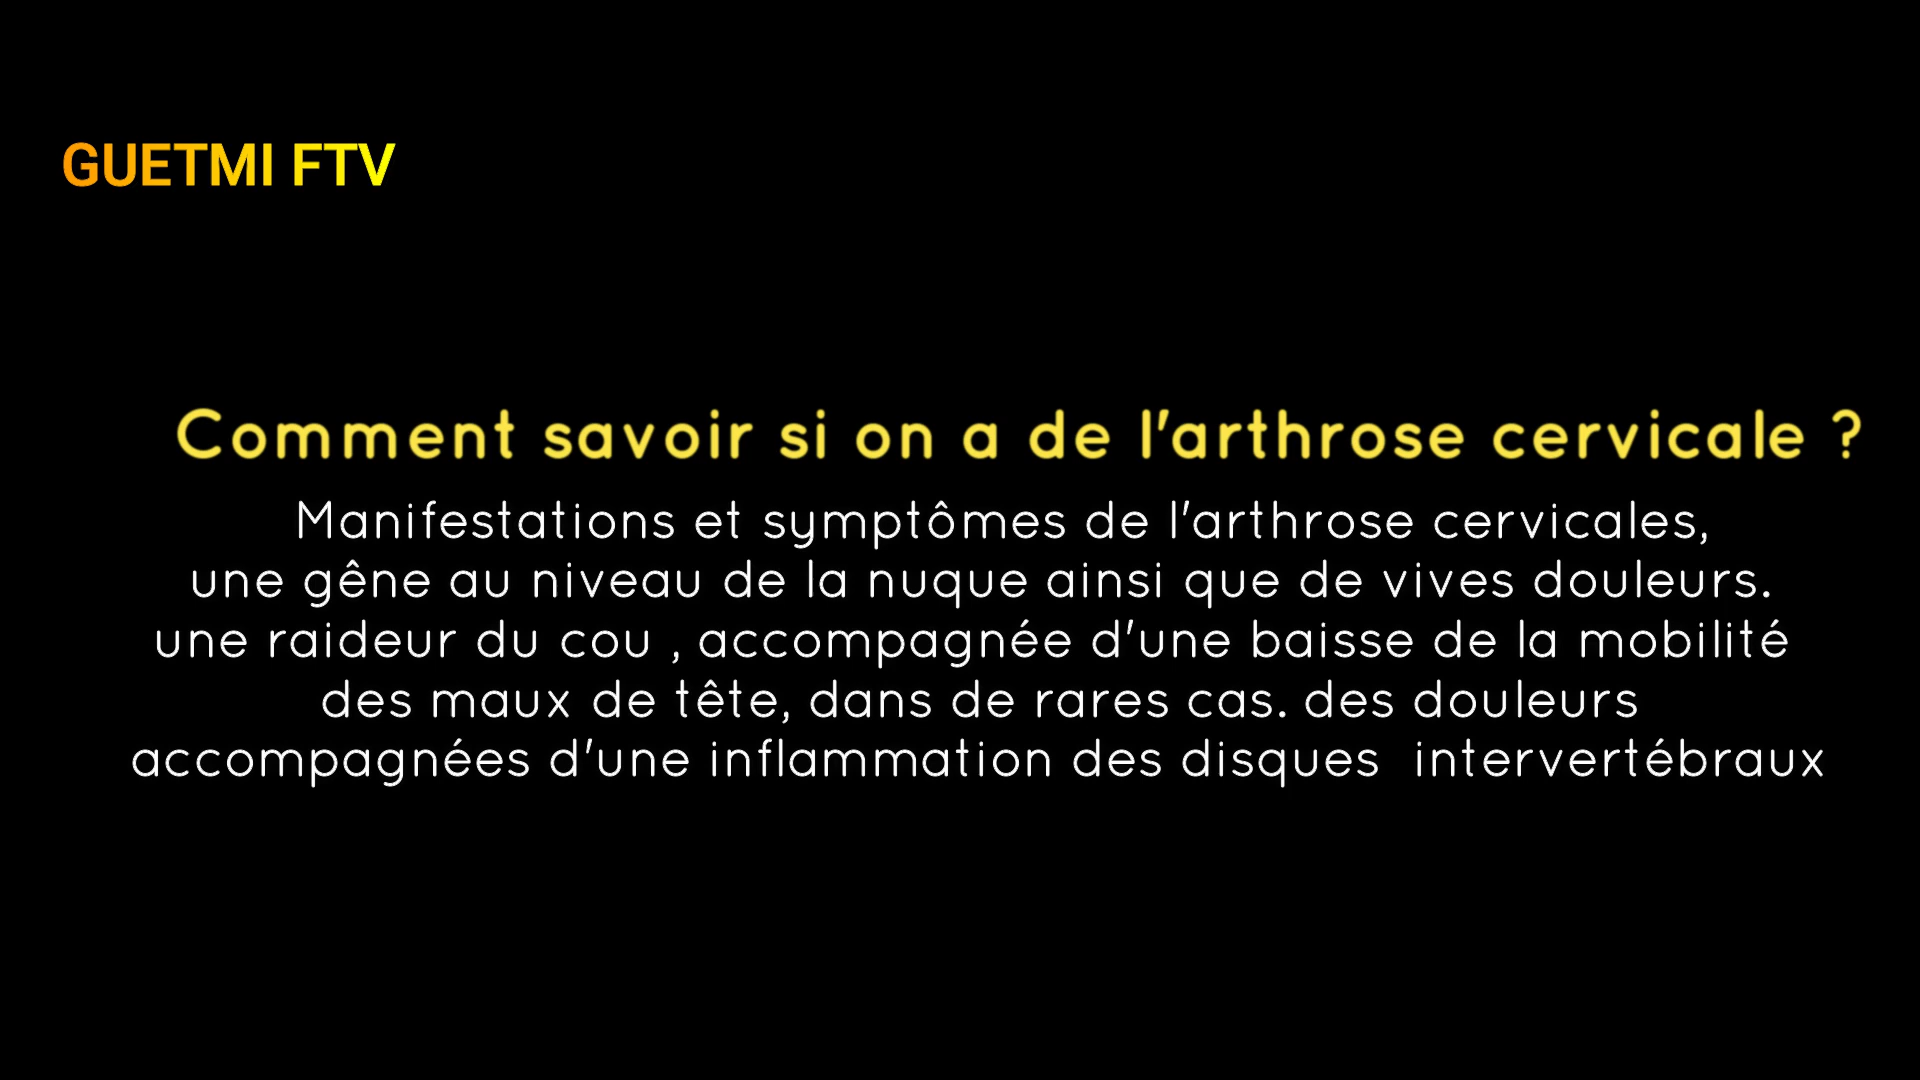 GUETMI FTV
Comment savoir si on a de l'arthrose cervicale ?
Manifestations et symptômes de l'arthrose cervicales,
une gêne au niveau de la nuque ainsi que de vives douleurs.
une raideur du cou , accompagnée d'une baisse de la mobilité
des maux de tête, dans de rares cas. des douleurs
accompagnées d'une inflammation des disques  intervertébraux